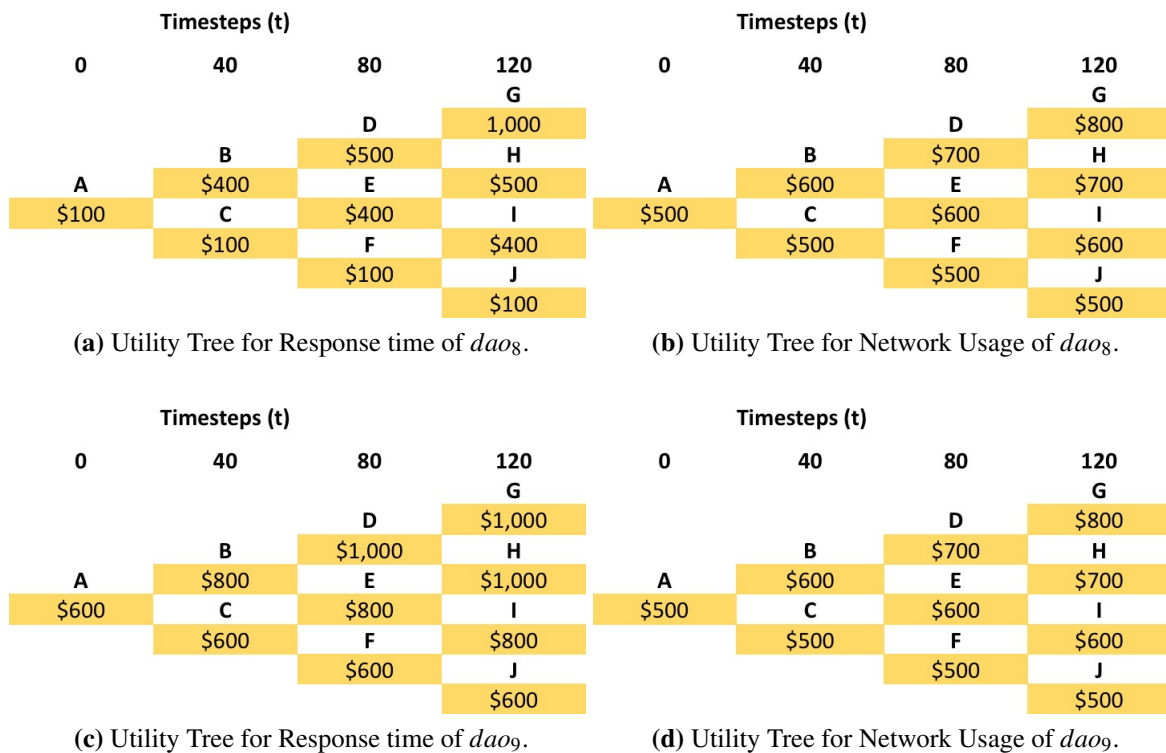 Timesteps (t)
0 40 80 120
G
D 1,000
B $500 H
A $400 E $500
$100 C $400 I
$100 F $400
$100 J
$100
(a) Utility Tree for Response time of dao8.
Timesteps (t)
0 40 80 120
G
D $800
B $700 H
A $600 E $700
$500 C $600 I
$500 F $600
$500 J
$500
(b) Utility Tree for Network Usage of dao8.
Timesteps (t)
0 40 80 120
G
D $1,000
B $1,000 H
A $800 E $1,000
$600 C $800 I
$600 F $800
$600 J
$600
(c) Utility Tree for Response time of dao9.
Timesteps (t)
0 40 80 120
G
D $800
B $700 H
A $600 E $700
$500 C $600 I
$500 F $600
$500 J
$500
(d) Utility Tree for Network Usage of dao9.